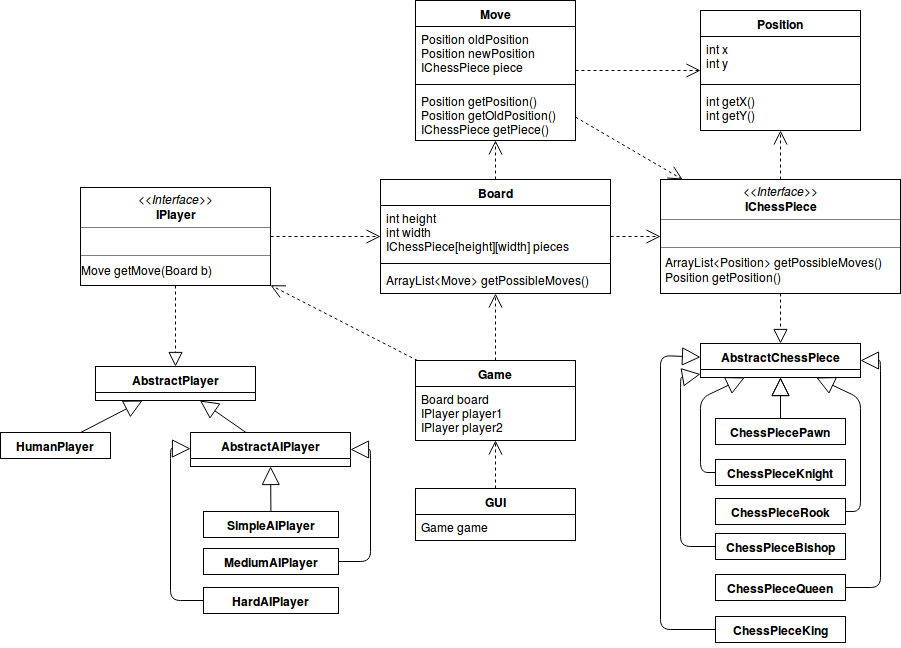 Move
Position oldPosition
Position newPosition
IChessPiece piece
Position getPosition()
Position getOldPosition()
IChessPiece getPiece()
Position
int x
int y
int getX()
int getY()
<<Interface>>
IPlayer
Move getMove(Board b)
Board
int height
int width
IChessPiece[height][width] pieces
ArrayList<Move> getPossibleMoves()
<<Interface>>
IChessPiece
ArrayList<Position> getPossibleMoves()
Position getPosition()
AbstractPlayer
HumanPlayer
AbstractAIPlayer
SimpleAIPlayer
MediumAIPlayer
HardAIPlayer
Game
Board board
IPlayer player1
IPlayer player2
GUI
Game game
AbstractChessPiece
ChessPiecePawn
ChessPieceKnight
ChessPieceRook
ChessPieceBishop
ChessPieceQueen
ChessPieceKing